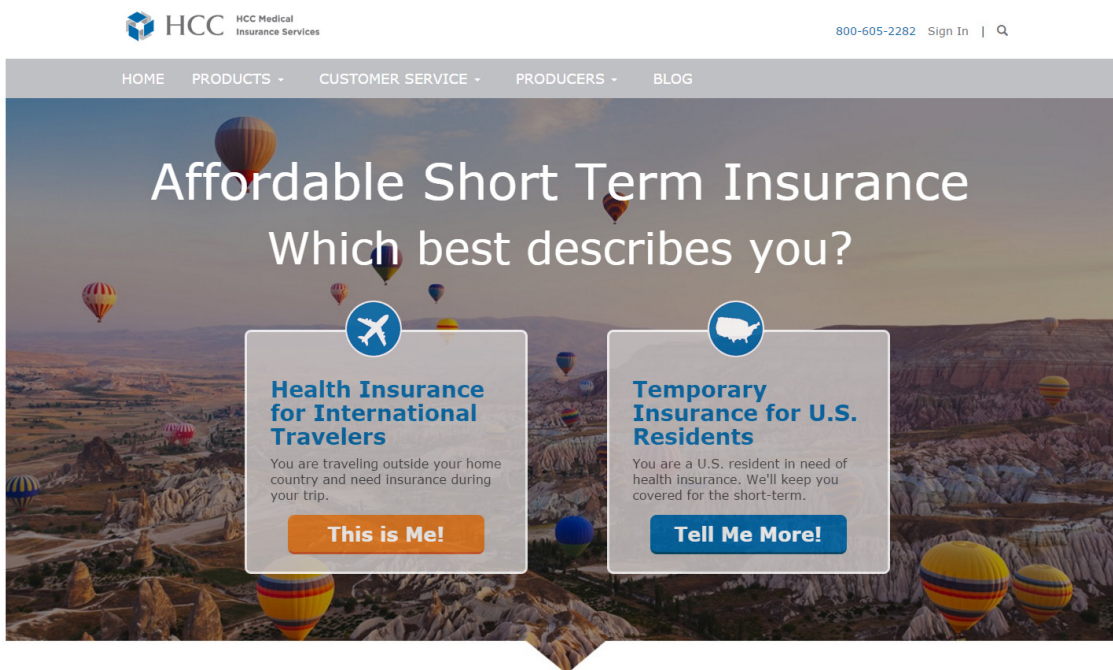 HCC HCC Medical
Insurance Services
800-605-2282 Sign In |
HOME PRODUCTS CUSTOMER SERVICE PRODUCERS BLOG
Affordable Short Term Insurance
Which best describes you?
Health Insurance
for International
Travelers
You are traveling outside your home
country and need insurance during
your trip.
This is Me!
Temporary
Insurance for U.S.
Residents
You are a U.S. resident in need of
health insurance. We'll keep you
covered for the short-term.
Tell Me More!